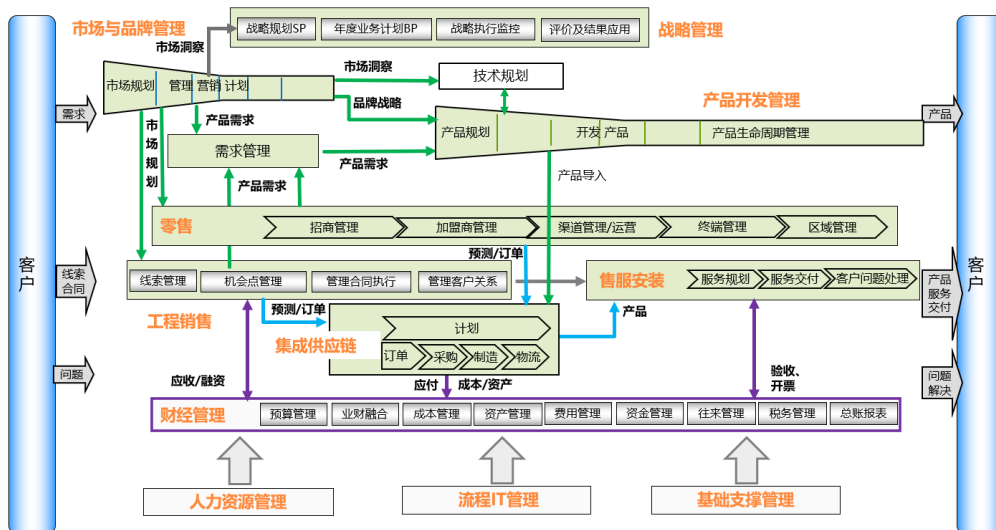 市场与品牌管理
战略规划SP
年度业务计划BP
战略执行监控
评价及结果应用
战略管理
市场洞察
市场规划
管理 营销 计划
市场洞察
技术规划
品牌战略
产品开发管理
需求
产品需求
市场规划
产品规划
开发 产品
产品生命周期管理
产品
需求管理
产品需求
产品需求
产品导入
零售
招商管理
加盟商管理
渠道管理/运营
终端管理
区域管理
预测/订单
客户
线索
合同
线索管理
机会点管理
管理合同执行
管理客户关系
售服安装
服务规划
服务交付
客户问题处理
产品
服务
交付
客户
工程销售
预测/订单
集成供应链
计划
订单
采购
制造
物流
产品
问题
应收/融资
应付
成本/资产
验收、
开票
问题
解决
财经管理
预算管理
业财融合
成本管理
资产管理
费用管理
资金管理
往来管理
税务管理
总账报表
人力资源管理
流程IT管理
基础支撑管理